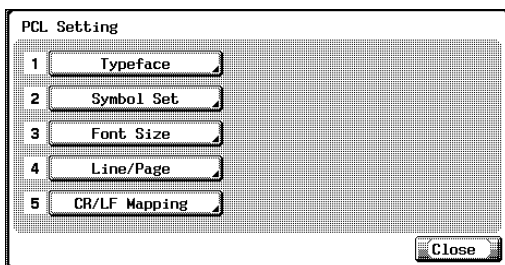 PCL Setting
1 Typeface
2 Symbol Set
3 Font Size
4 Line/Page
5 CR/LF Mapping
Close